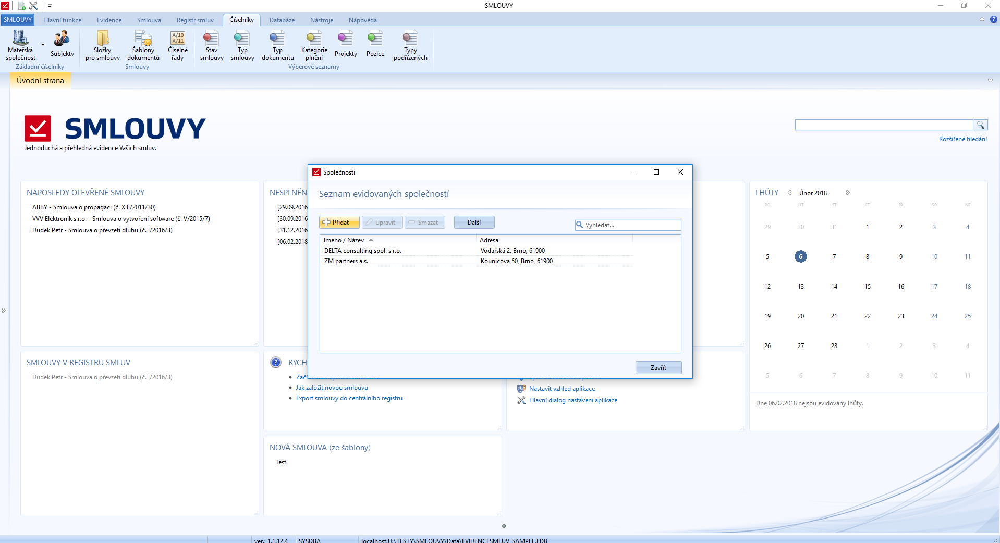 SMLOUVY
SMLOUVY
Hlavní funkce
Evidence
Smlouva
Registr smluv
Číselníky
Databáze
Nástroje
Nápověda
Mateřská
společnost
Subjekty
Základní číselníky
Složky
pro smlouvy
Šablony
dokumentů
A/10
A/11
Číselné
řady
Smlouvy
Stav
smlouvy
Typ
smlouvy
Typ
dokumentu
Kategorie
plnění
Projekty
Pozice
Typy
podřízených
Výběrové seznamy
Úvodní strana
SMLOUVY
Jednoduchá a přehledná evidence Vašich smluv.
Rozšířené hledání
NAPOSLEDY OTEVŘENÉ SMLOUVY
ABBY - Smlouva o propagaci (č. XIII/2011/30)
VVV Elektronik s.r.o. - Smlouva o vytvoření software (č. V/2015/7)
Dudek Petr - Smlouva o převzetí dluhu (č. I/2016/3)
NESPLNĚN
[29.09.2016
[30.09.2016
[31.12.2016
[06.02.2018
Společnosti
Seznam evidovaných společností
Přidat
Upravit
Smazat
Další
Vyhledat...
Jméno / Název
Adresa
DELTA consulting spol. s r.o.
Vodařská 2, Brno, 61900
ZM partners a.s.
Kounicova 50, Brno, 61900
Zavřít
LHŮTY
Únor 2018
PO ÚT ST ČT PÁ SO NE
29 30 31 1 2 3 4
5 6 7 8 9 10 11
12 13 14 15 16 17 18
19 20 21 22 23 24 25
26 27 28 1 2 3 4
5 6 7 8 9 10 11
Dne 06.02.2018 nejsou evidovány lhůty.
SMLOUVY V REGISTRU SMLUV
Dudek Petr - Smlouva o převzetí dluhu (č. I/2016/3)
RYCH
Jak založit novou smlouvu
Export smlouvy do centrálního registru
Nastavit vzhled aplikace
Hlavní dialog nastavení aplikace
NOVÁ SMLOUVA (ze šablony)
Test
ver.: 1.1.12.4
SYSDBA
localhost:D:\TESTY\SMLOUVY\Data\EVIDENCESMLUV_SAMPLE.FDB